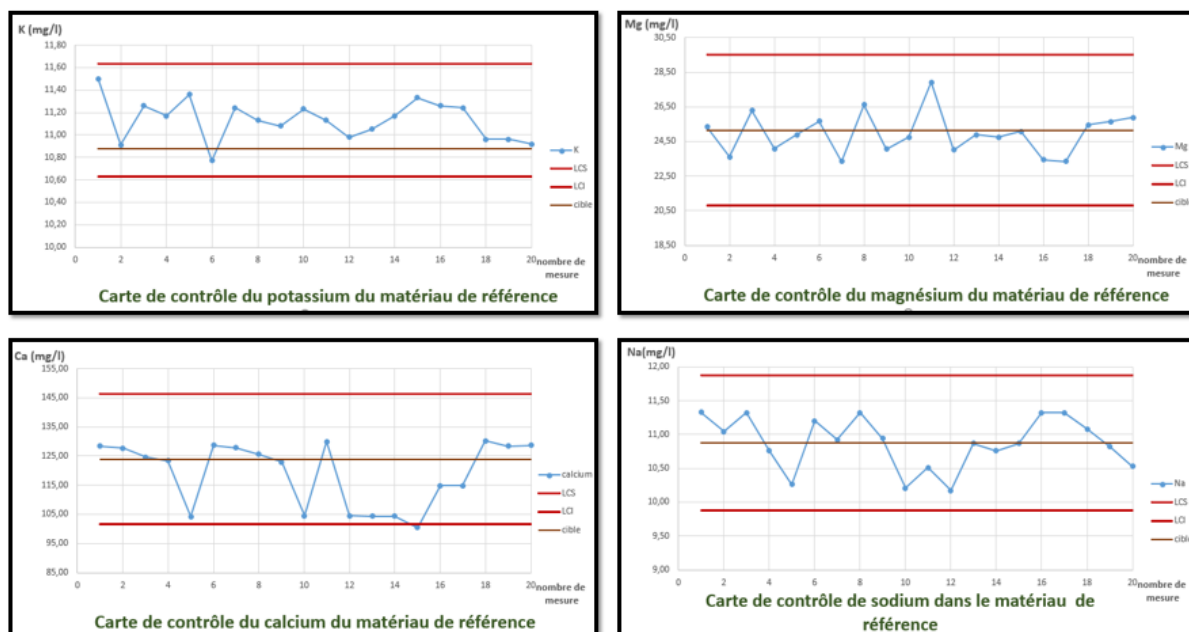 K (mg/l)
11,80
11,60
11,40
11,20
11,00
10,80
10,60
10,40
10,20
10,00
0 2 4 6 8 10 12 14 16 18 20
nombre de
mesure
K
LCS
LCI
cible
Carte de contrôle du potassium du matériau de référence
Mg (mg/l)
30,50
28,50
26,50
24,50
22,50
20,50
18,50
0 2 4 6 8 10 12 14 16 18 20
nombre de
mesure
Mg
LCS
LCI
cible
Carte de contrôle du magnésium du matériau de référence
Ca (mg/l)
155,00
145,00
135,00
125,00
115,00
105,00
95,00
85,00
0 2 4 6 8 10 12 14 16 18 20
nombre de
mesure
calcium
LCS
LCI
cible
Carte de contrôle du calcium du matériau de référence
Na(mg/l)
12,00
11,50
11,00
10,50
10,00
9,50
9,00
0 2 4 6 8 10 12 14 16 18 20
nombre de
mesure
Na
LCS
LCI
cible
Carte de contrôle de sodium dans le matériau de
référence